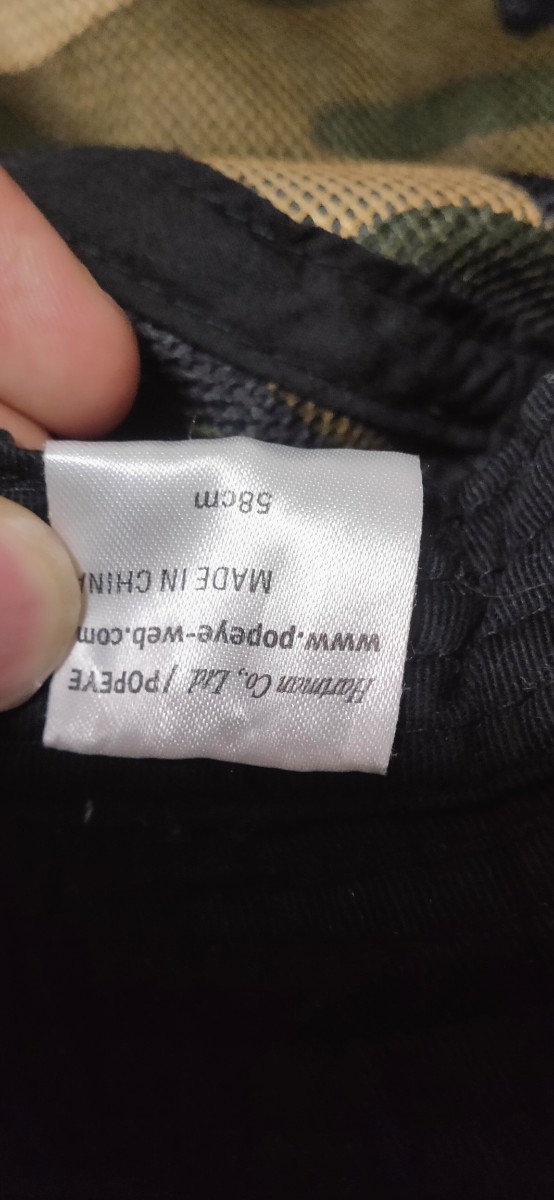 Hartman Co., Ltd. / POPEYE
www.popeye-web.com
MADE IN CHINA
58cm